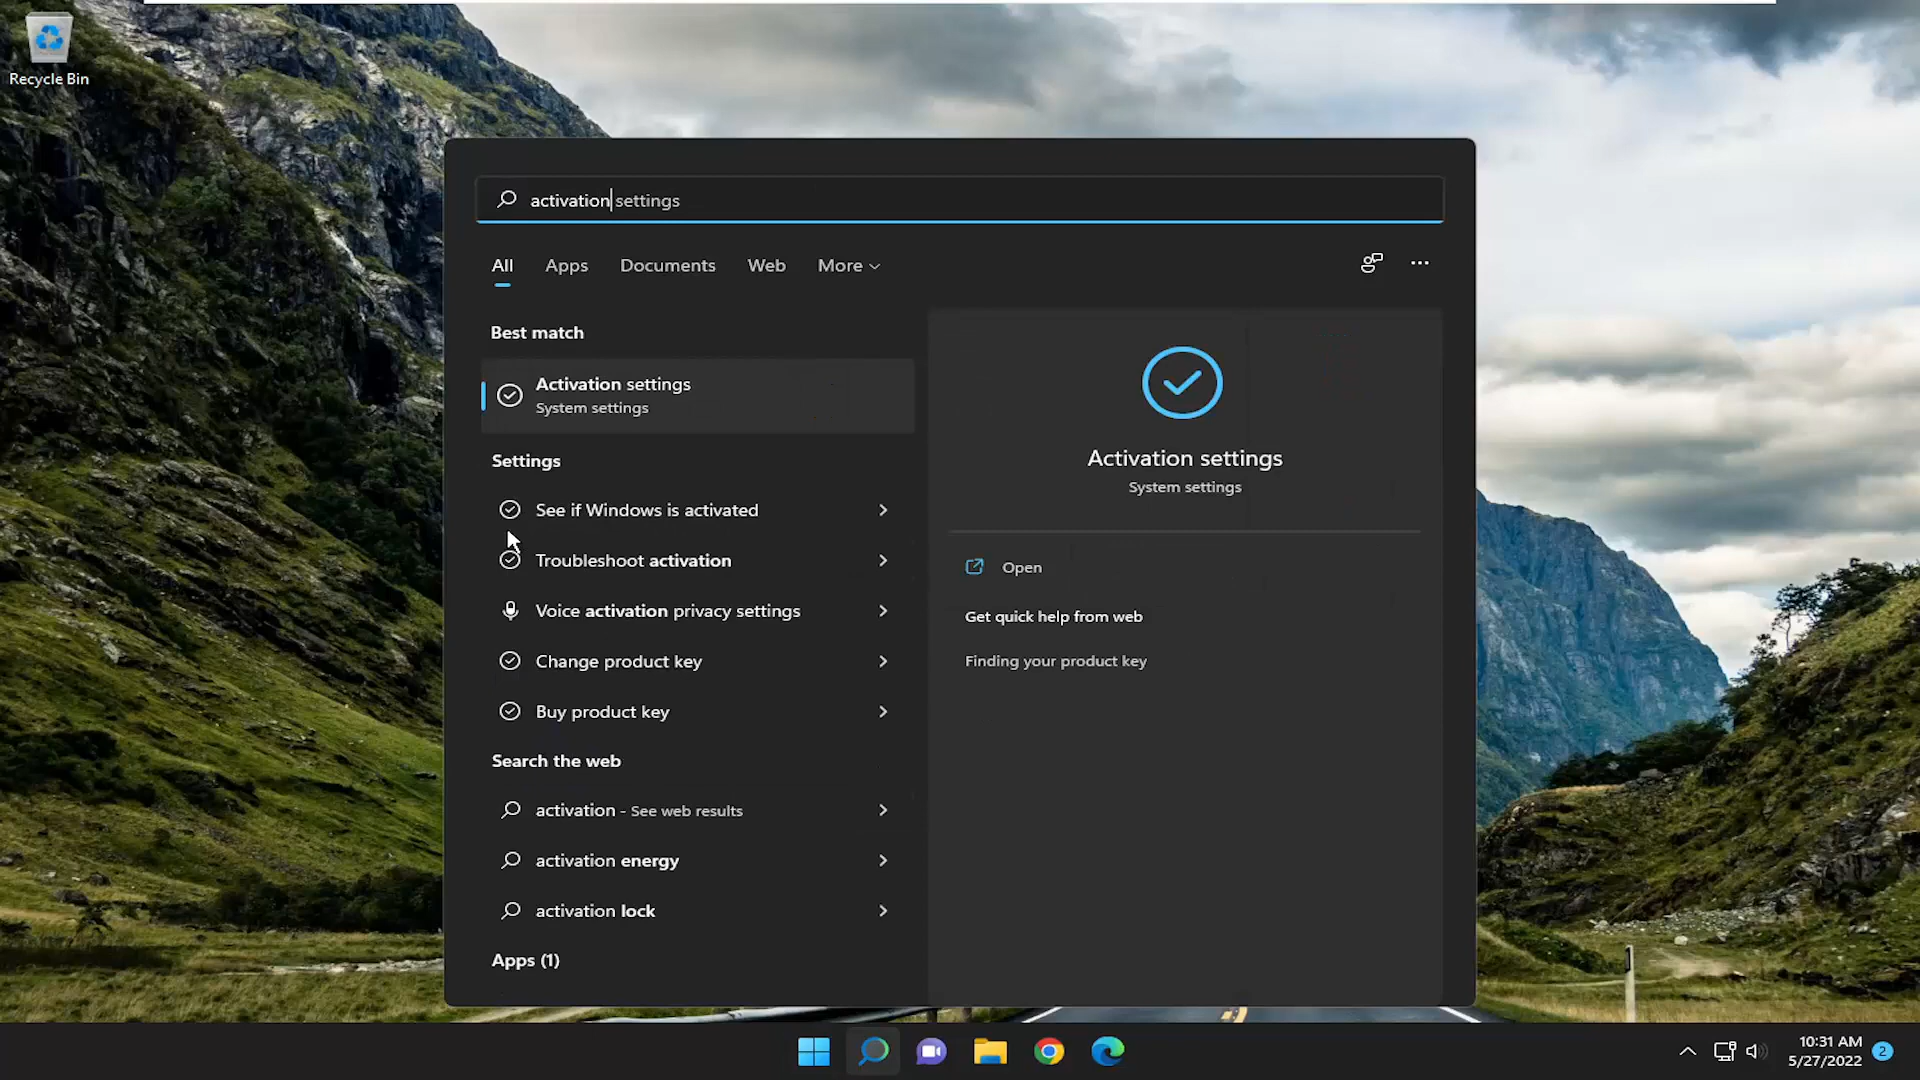 Recycle Bin
activation settings
All Apps Documents Web More
Best match
Activation settings
System settings
Settings
See if Windows is activated
Troubleshoot activation
Voice activation privacy settings
Change product key
Buy product key
Search the web
activation - See web results
activation energy
activation lock
Apps (1)
Activation settings
System settings
Open
Get quick help from web
Finding your product key
10:31 AM
5/27/2022
2